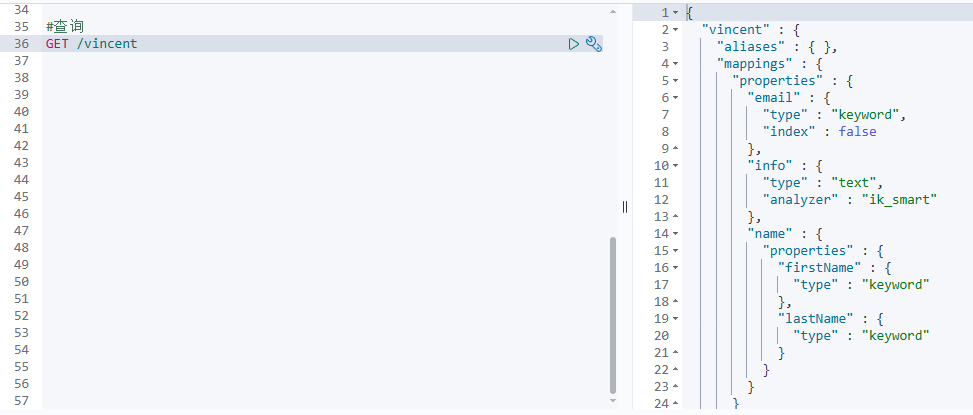 34
35 #查询
36 GET /vincent
37
38
39
40
41
42
43
44
45
46
47
48
49
50
51
52
53
54
55
56
57
1 {
2 "vincent" : {
3 "aliases" : { },
4 "mappings" : {
5 "properties" : {
6 "email" : {
7 "type" : "keyword",
8 "index" : false
9 },
10 "info" : {
11 "type" : "text",
12 "analyzer" : "ik_smart"
13 },
14 "name" : {
15 "properties" : {
16 "firstName" : {
17 "type" : "keyword"
18 },
19 "lastName" : {
20 "type" : "keyword"
21 }
22 }
23 }
24 }